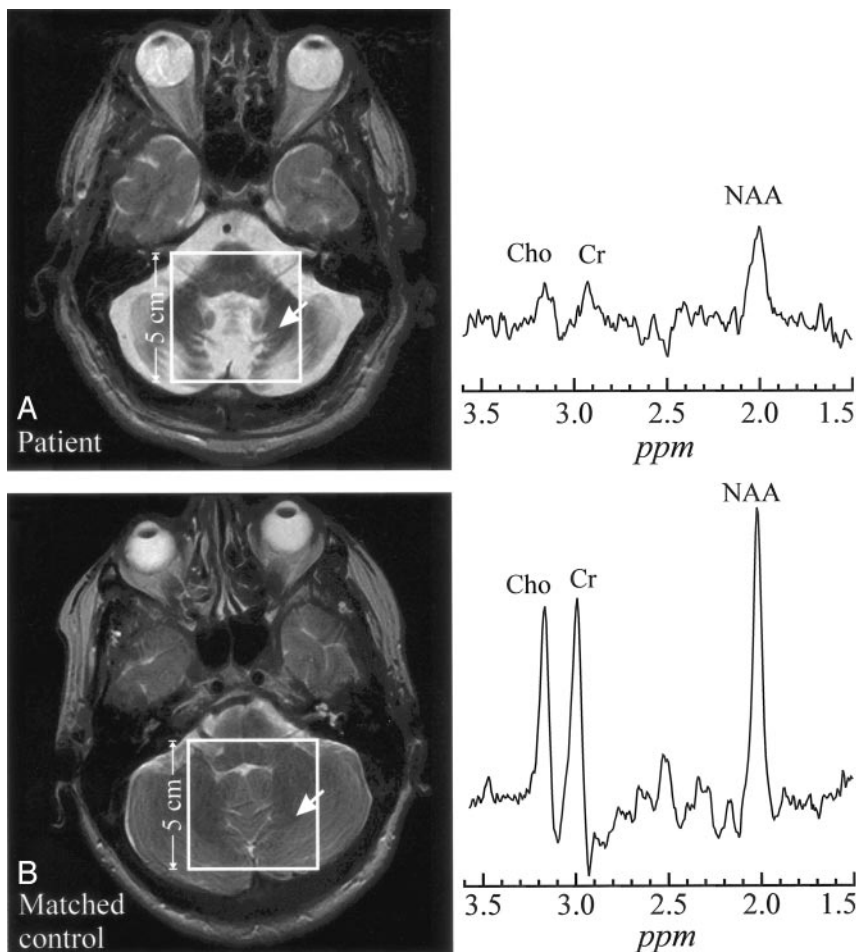 5 cm
A
Patient
Cho
Cr
NAA
3.5 3.0 2.5 2.0 1.5
ppm
5 cm
B
Matched
control
Cho
Cr
NAA
3.5 3.0 2.5 2.0 1.5
ppm